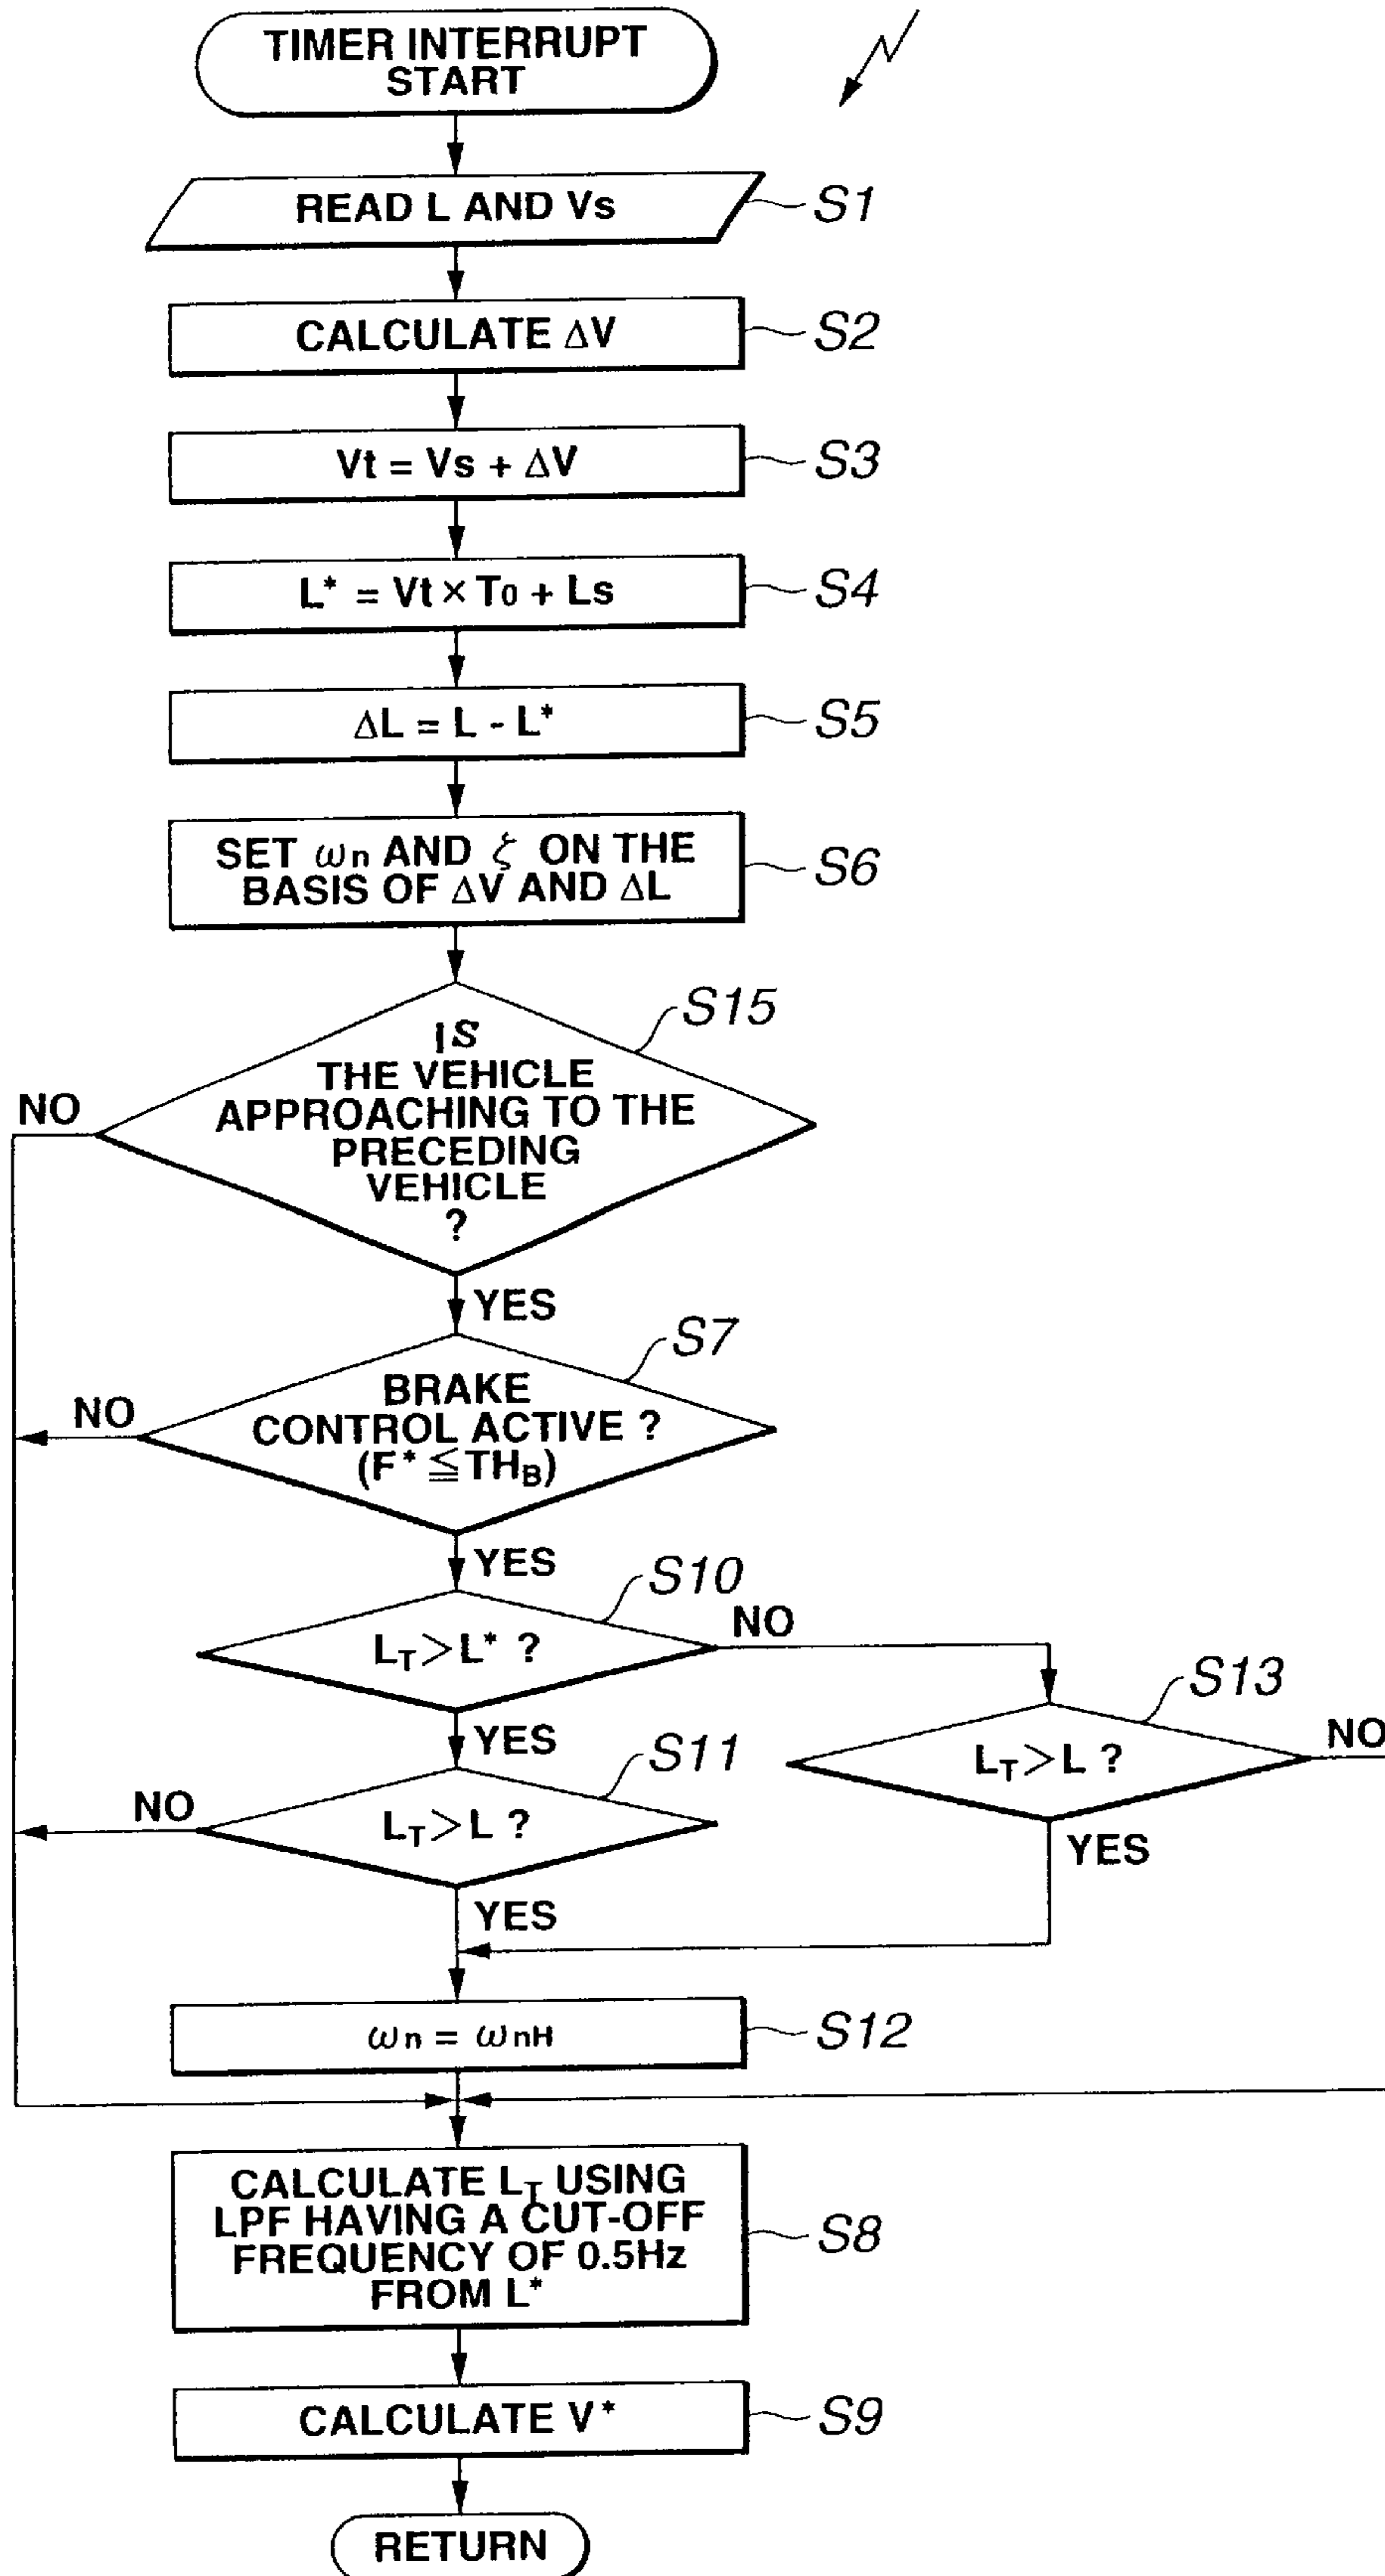 TIMER INTERRUPT
START
READ L AND Vs
S1
CALCULATE ΔV
S2
Vt = Vs + ΔV
S3
L* = Vt × T0 + Ls
S4
ΔL = L - L*
S5
SET ωn AND ζ ON THE
BASIS OF ΔV AND ΔL
S6
S15
IS
THE VEHICLE
APPROACHING TO THE
PRECEDING
VEHICLE
?
NO
YES
S7
BRAKE
CONTROL ACTIVE ?
(F* ≦ THB)
NO
YES
S10
LT > L* ?
NO
YES
S13
LT > L ?
NO
YES
S11
LT > L ?
NO
YES
ωn = ωnH
S12
CALCULATE LT USING
LPF HAVING A CUT-OFF
FREQUENCY OF 0.5Hz
FROM L*
S8
CALCULATE V*
S9
RETURN